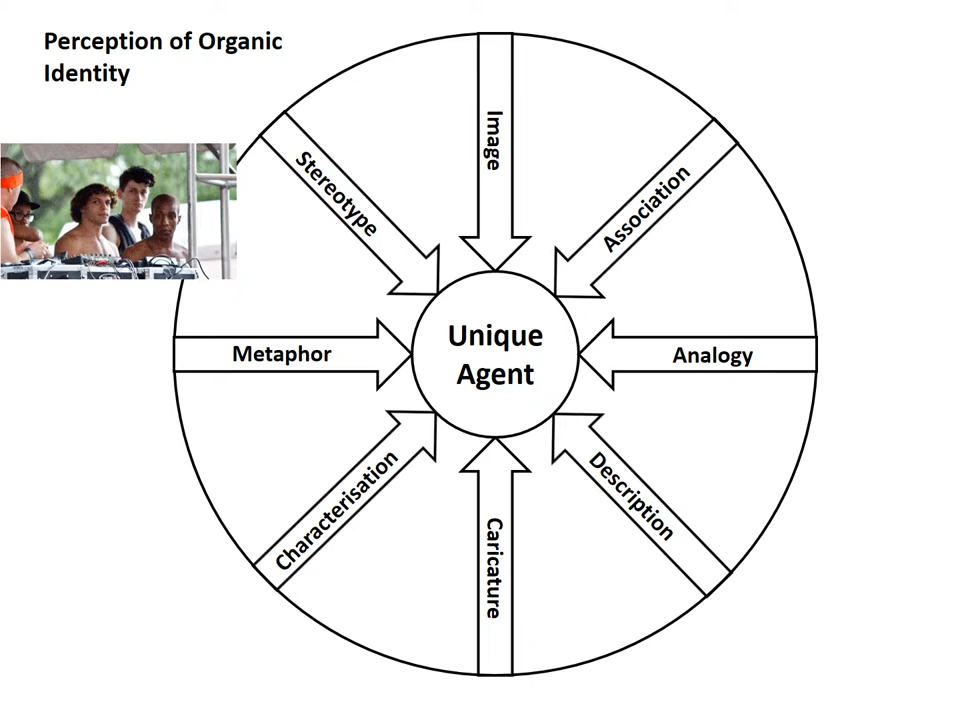 Perception of Organic
Identity
Image
Stereotype
Association
Unique
Agent
Metaphor
Analogy
Characterisation
Description
Caricature